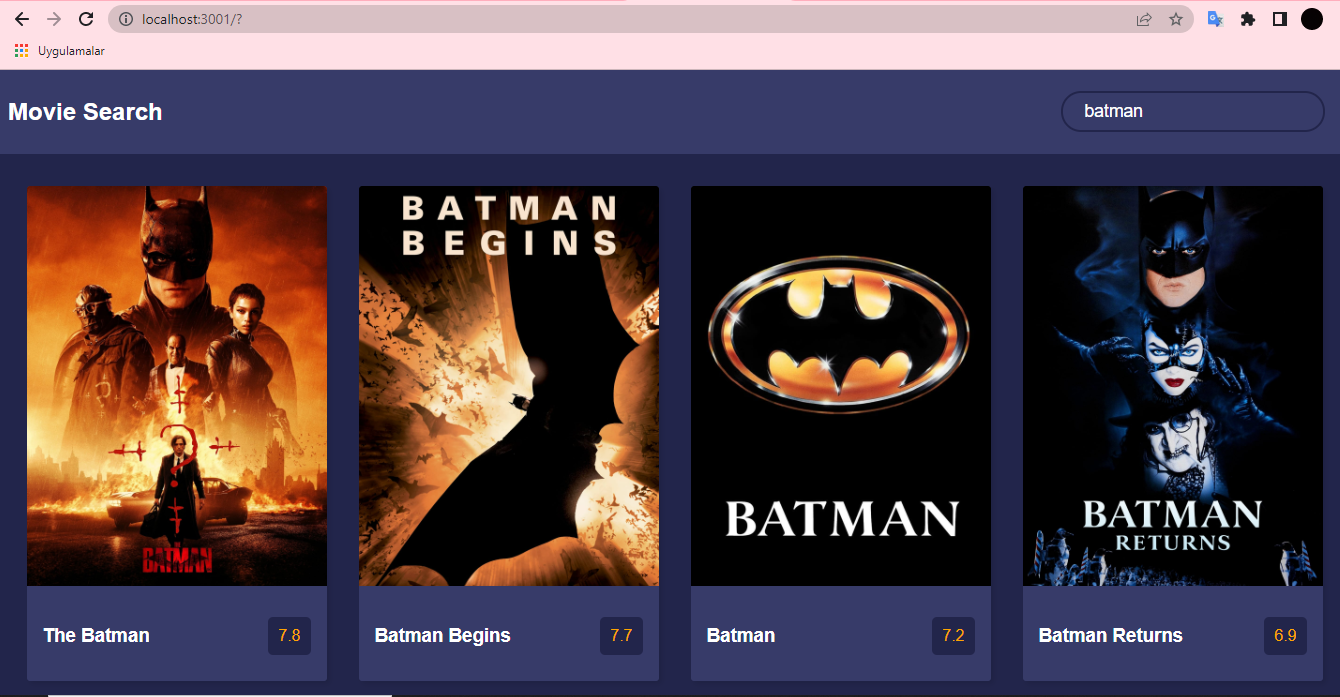 localhost:3001/?
Uygulamalar
Movie Search
batman
BATMAN
BATMAN
BEGINS
BATMAN
BATMAN
RETURNS
The Batman
7.8
Batman Begins
7.7
Batman
7.2
Batman Returns
6.9